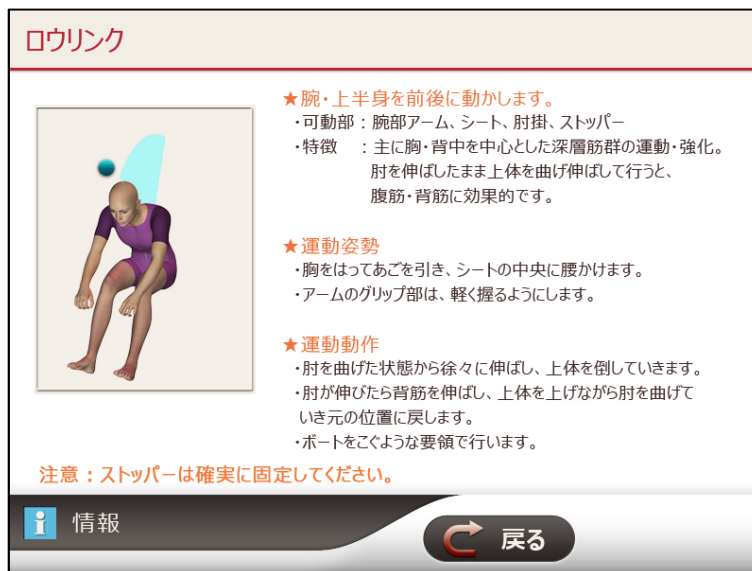 ロウリンク
★腕・上半身を前後に動かします。
・可動部：腕部アーム、シート、肘掛、ストッパー
・特徴　：主に胸・背中を中心とした深層筋群の運動・強化。
肘を伸ばしたまま上体を曲げ伸ばして行うと、
腹筋・背筋に効果的です。
★運動姿勢
・胸をはってあごを引き、シートの中央に腰かけます。
・アームのグリップ部は、軽く握るようにします。
★運動動作
・肘を曲げた状態から徐々に伸ばし、上体を倒していきます。
・肘が伸びたら背筋を伸ばし、上体を上げながら肘を曲げて
いき元の位置に戻します。
・ボートをこぐような要領で行います。
注意：ストッパーは確実に固定してください。
i 情報
戻る